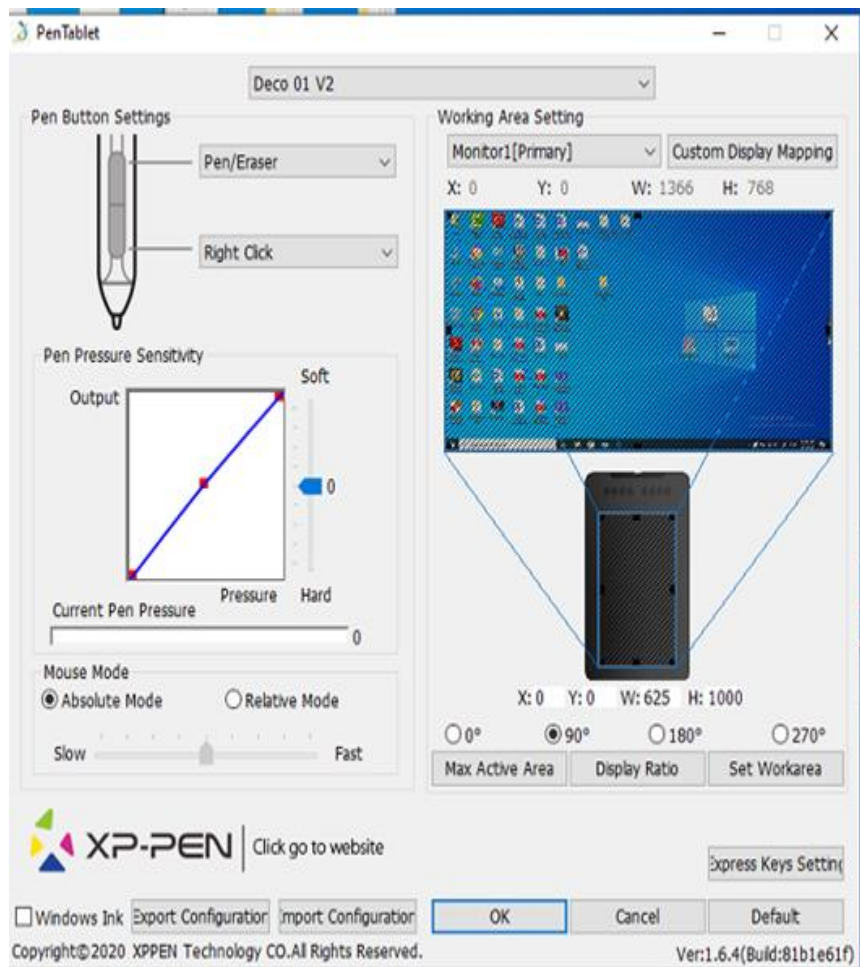 PenTablet
Deco 01 V2
Pen Button Settings
Pen/Eraser
Right Click
Pen Pressure Sensitivity
Output
Soft
0
Pressure
Hard
Current Pen Pressure
0
Mouse Mode
Absolute Mode
Relative Mode
Slow
Fast
Working Area Setting
Monitor1[Primary]
Custom Display Mapping
X: 0 Y: 0 W: 1366 H: 768
X: 0 Y: 0 W: 625 H: 1000
0° 90° 180° 270°
Max Active Area
Display Ratio
Set Workarea
XP-PEN
Click go to website
Express Keys Setting
Windows Ink
Export Configuration
Import Configuration
OK
Cancel
Default
Copyright©2020 XPPEN Technology CO.All Rights Reserved.
Ver:1.6.4(Build:81b1e61f)